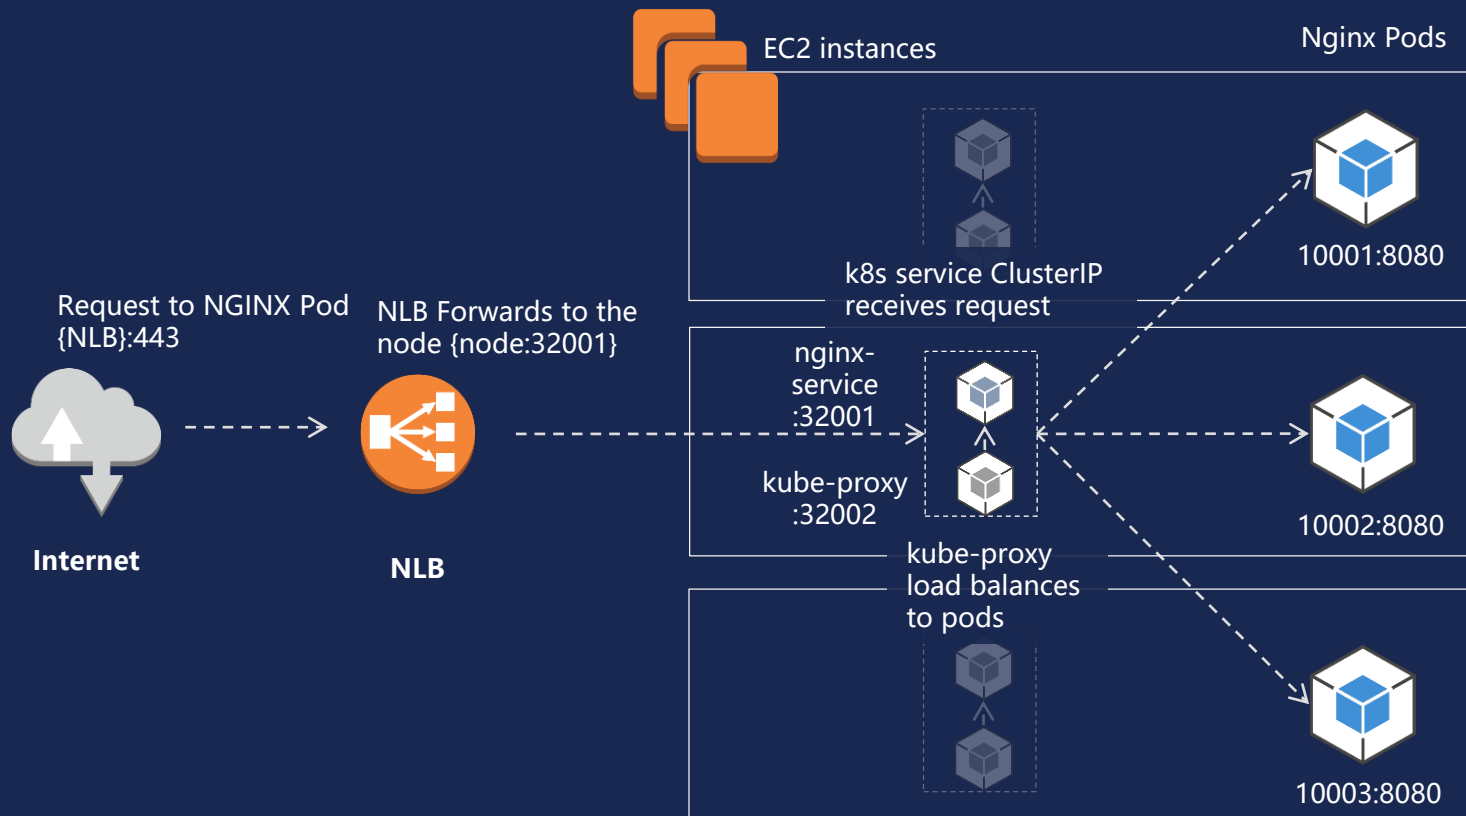 EC2 instances
Nginx Pods
10001:8080
k8s service ClusterIP
receives request
Request to NGINX Pod
{NLB}:443
NLB Forwards to the
node {node:32001}
nginx-
service
:32001
kube-proxy
:32002
10002:8080
Internet
NLB
kube-proxy
load balances
to pods
10003:8080